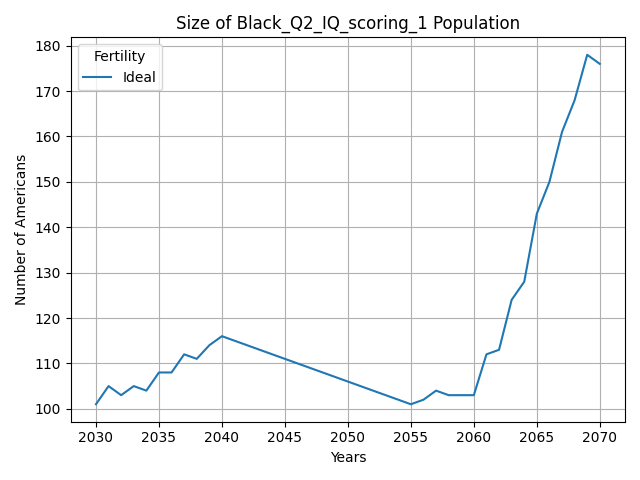 Size of Black_Q2_IQ_scoring_1 Population
Fertility
Ideal
Number of Americans
180
170
160
150
140
130
120
110
100
2030 2035 2040 2045 2050 2055 2060 2065 2070
Years